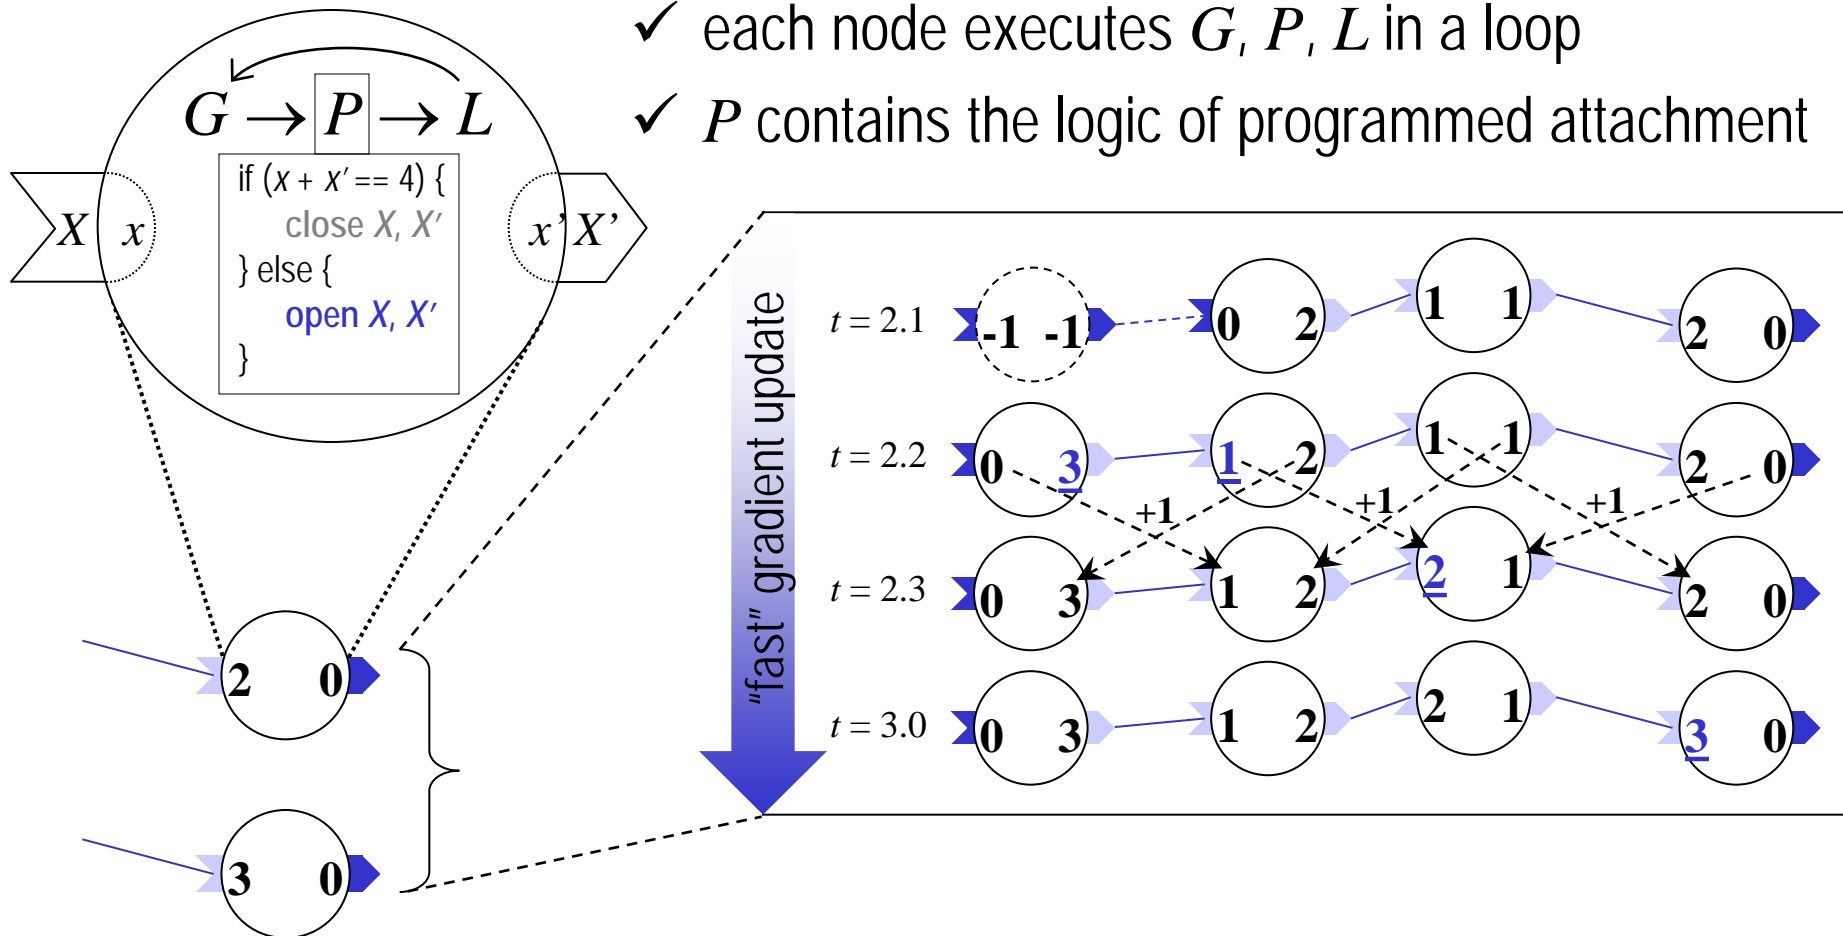 ✓ each node executes G, P, L in a loop
✓ P contains the logic of programmed attachment
G → P → L
X x x' X'
if (x + x' == 4) {
close X, X'
} else {
open X, X'
}
2 0
3 0
"fast" gradient update
t = 2.1 -1 -1 0 2 1 1 2 0
t = 2.2 0 3 1 2 1 1 2 0
+1 +1 +1
t = 2.3 0 3 1 2 2 1 2 0
t = 3.0 0 3 1 2 2 1 3 0